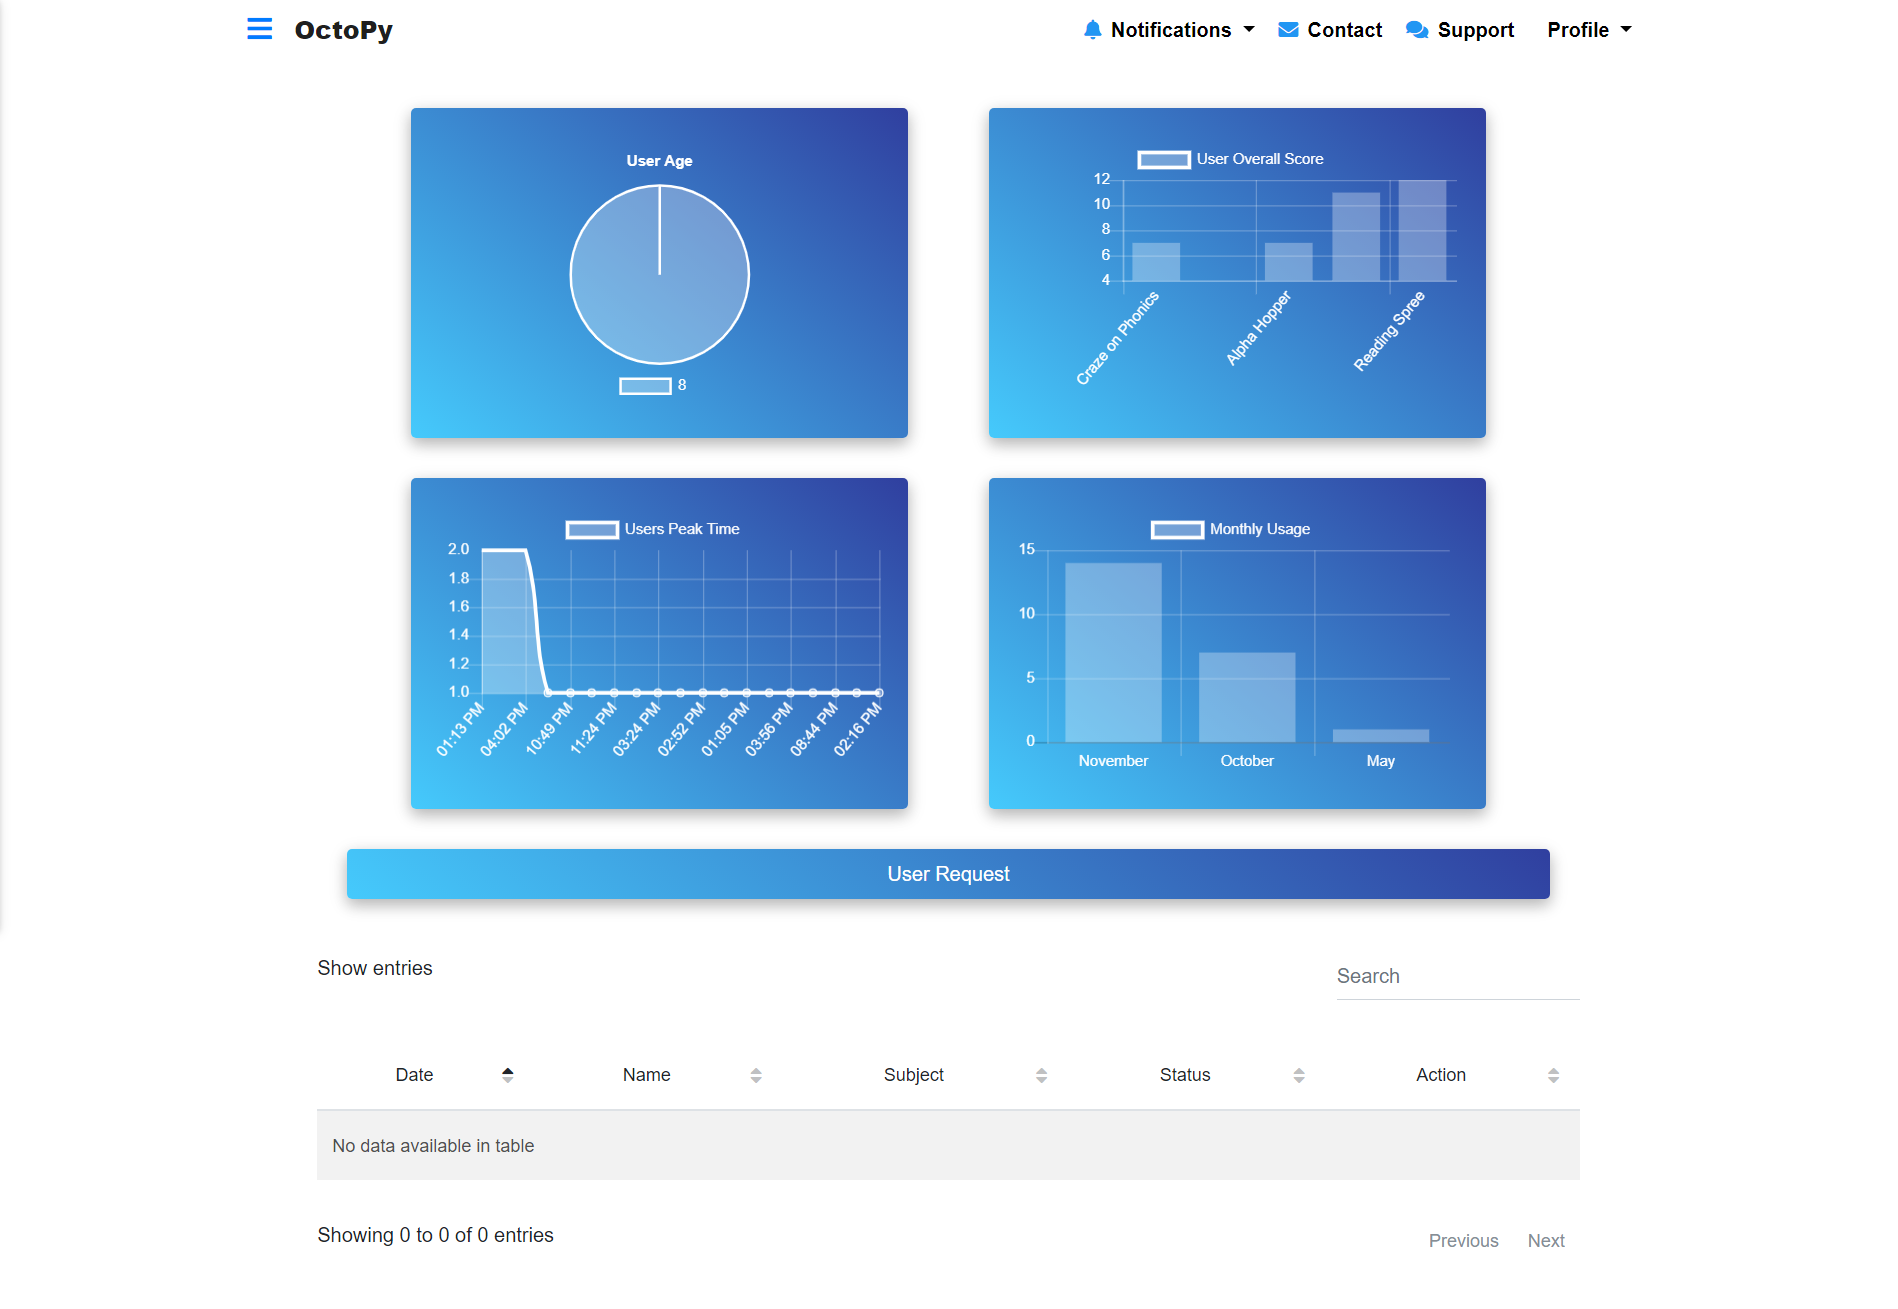 OctoPy
Notifications
Contact
Support
Profile
User Age
8
User Overall Score
12
10
8
6
4
Craze on Phonics
Alpha Hopper
Reading Spree
Users Peak Time
2.0
1.8
1.6
1.4
1.2
1.0
01:13 PM
04:02 PM
10:49 PM
11:24 PM
03:24 PM
02:52 PM
01:05 PM
03:56 PM
08:44 PM
02:16 PM
Monthly Usage
15
10
5
0
November
October
May
User Request
Show entries
Search
Date Name Subject Status Action
No data available in table
Showing 0 to 0 of 0 entries
Previous Next